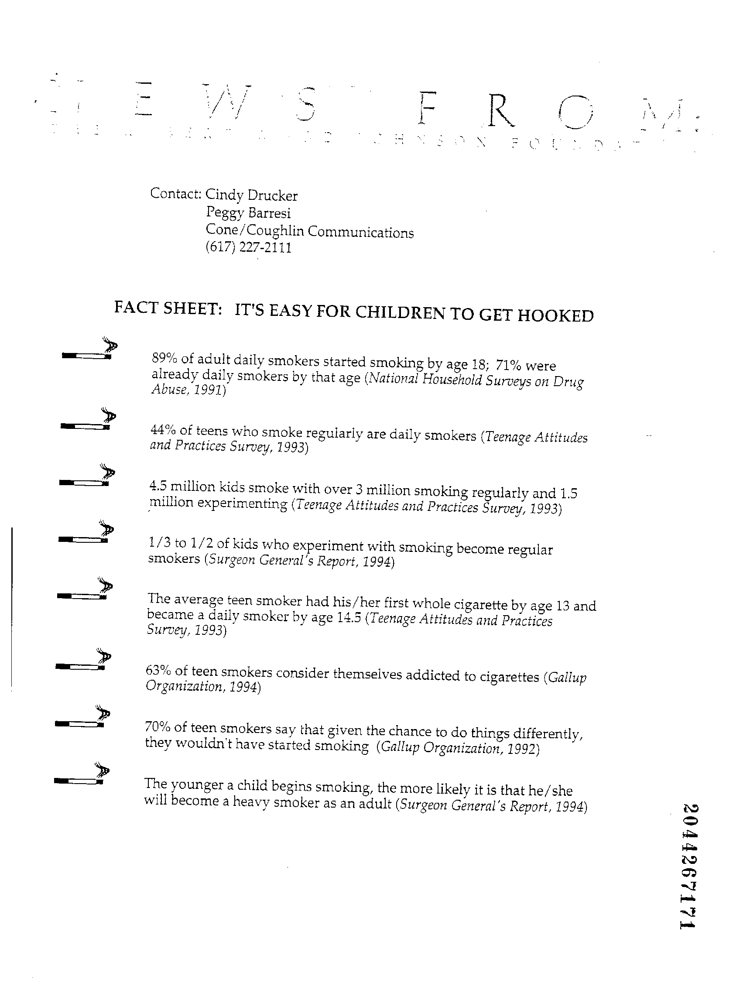 NEWS FROM:
JOHNSON FOUNDATION
Contact: Cindy Drucker
Peggy Barresi
Cone/Coughlin Communications
(617) 227-2111
FACT SHEET: IT'S EASY FOR CHILDREN TO GET HOOKED
89% of adult daily smokers started smoking by age 18; 71% were
already daily smokers by that age (National Household Surveys on Drug
Abuse, 1991)
44% of teens who smoke regularly are daily smokers (Teenage Attitudes
and Practices Survey, 1993)
4.5 million kids smoke with over 3 million smoking regularly and 1.5
million experimenting (Teenage Attitudes and Practices Survey, 1993)
1/3 to 1/2 of kids who experiment with smoking become regular
smokers (Surgeon General's Report, 1994)
The average teen smoker had his/her first whole cigarette by age 13 and
became a daily smoker by age 14.5 (Teenage Attitudes and Practices
Survey, 1993)
63% of teen smokers consider themselves addicted to cigarettes (Gallup
Organization, 1994)
70% of teen smokers say that given the chance to do things differently,
they wouldn't have started smoking (Gallup Organization, 1992)
The younger a child begins smoking, the more likely it is that he/she
will become a heavy smoker as an adult (Surgeon General's Report, 1994)
2044267171